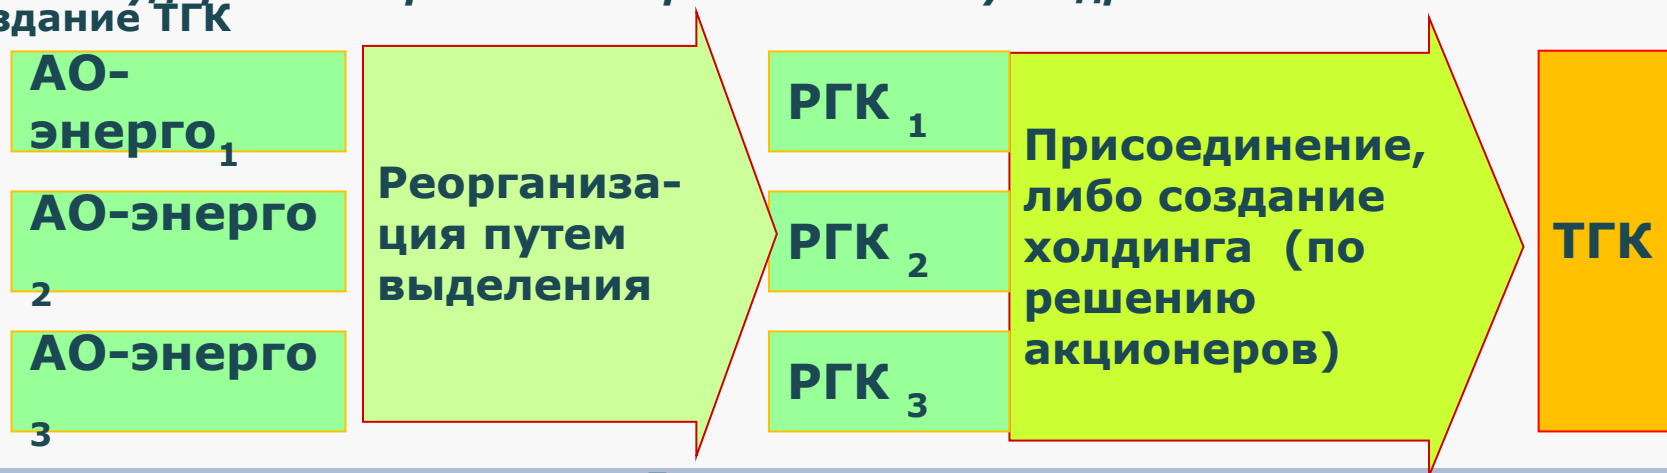 здание ТГК
АО-
энерго1
АО-энерго
2
АО-энерго
3
Реорганиза-
ция путем
выделения
РГК 1
РГК 2
РГК 3
Присоединение,
либо создание
холдинга (по
решению
акционеров)
ТГК